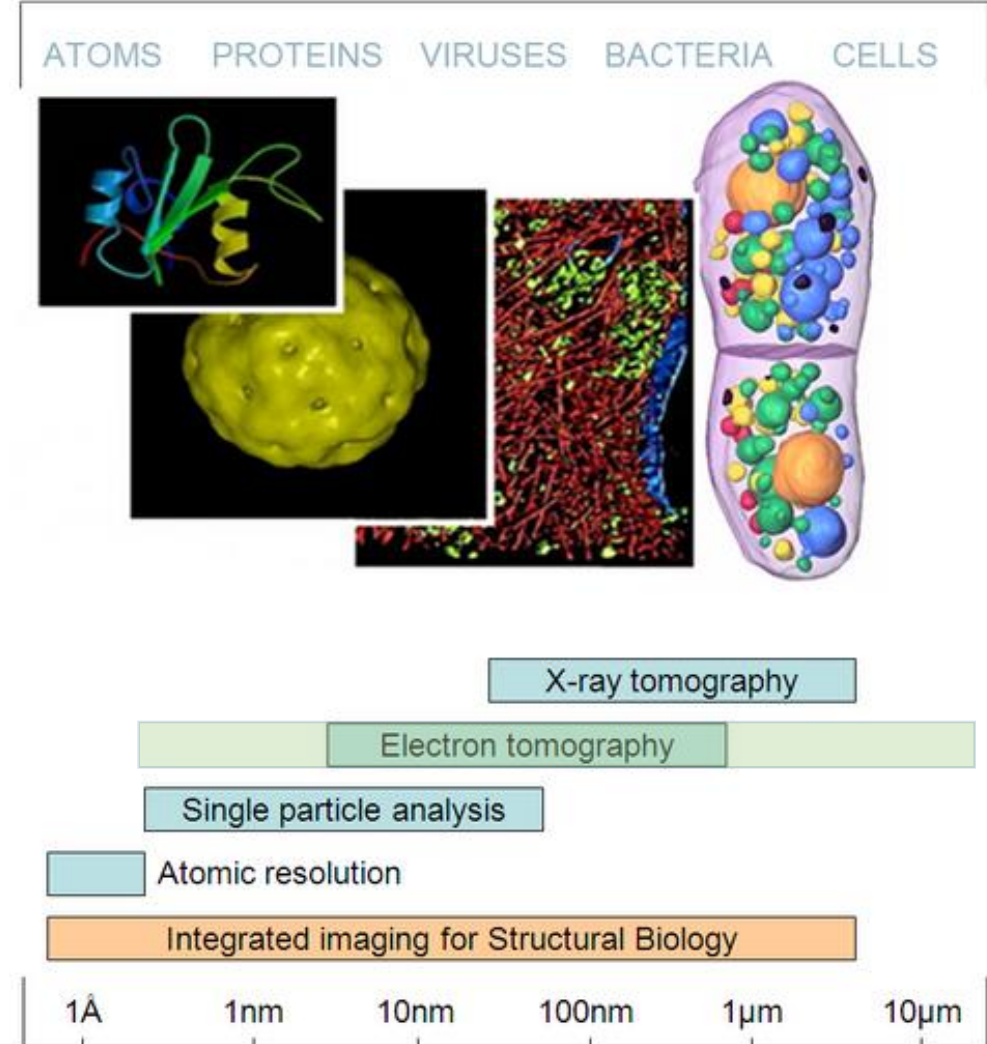 ATOMS PROTEINS VIRUSES BACTERIA CELLS
X-ray tomography
Electron tomography
Single particle analysis
Atomic resolution
Integrated imaging for Structural Biology
1Å 1nm 10nm 100nm 1µm 10µm